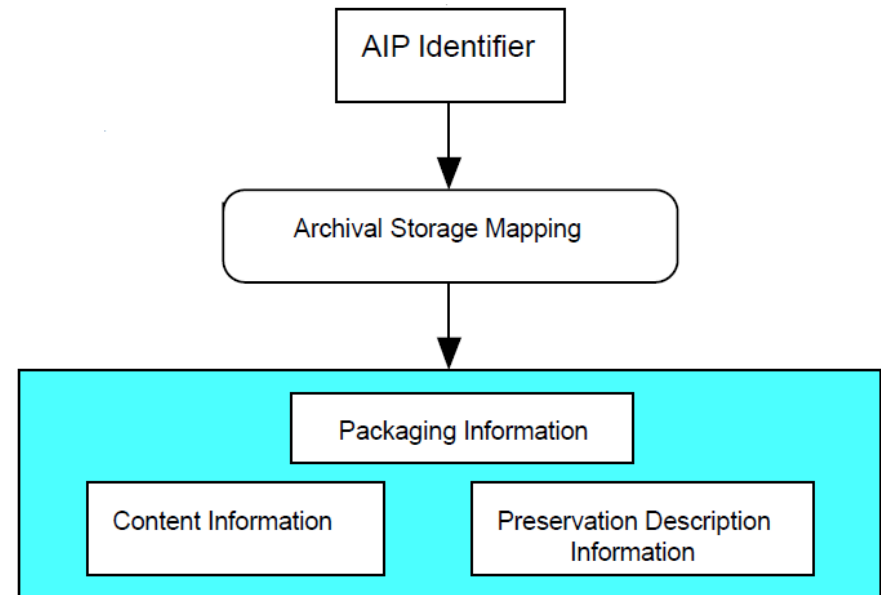 AIP Identifier
Archival Storage Mapping
Packaging Information
Content Information
Preservation Description
Information